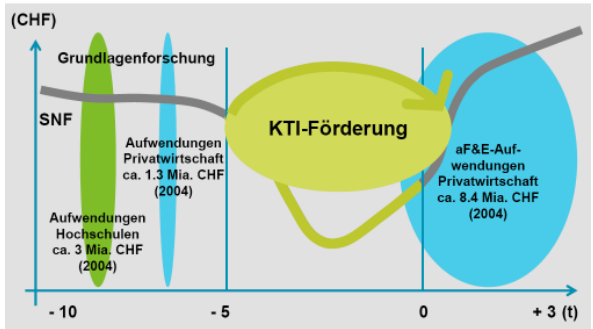 (CHF)
Grundlagenforschung
SNF
Aufwendungen
Privatwirtschaft
ca. 1.3 Mia. CHF
(2004)
Aufwendungen
Hochschulen
ca. 3 Mia. CHF
(2004)
KTI-Förderung
aF&E-Auf-
wendungen
Privatwirtschaft
ca. 8.4 Mia. CHF
(2004)
- 10
- 5
0
+ 3 (t)